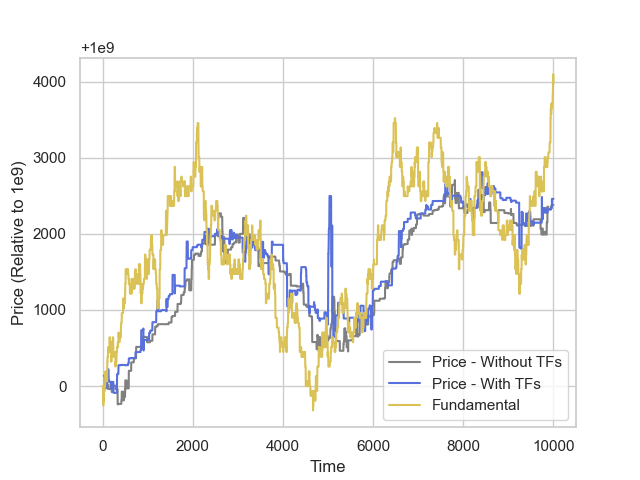 +1e9
4000
3000
2000
1000
0
Price (Relative to 1e9)
0
2000
4000
6000
8000
10000
Time
Price - Without TFs
Price - With TFs
Fundamental